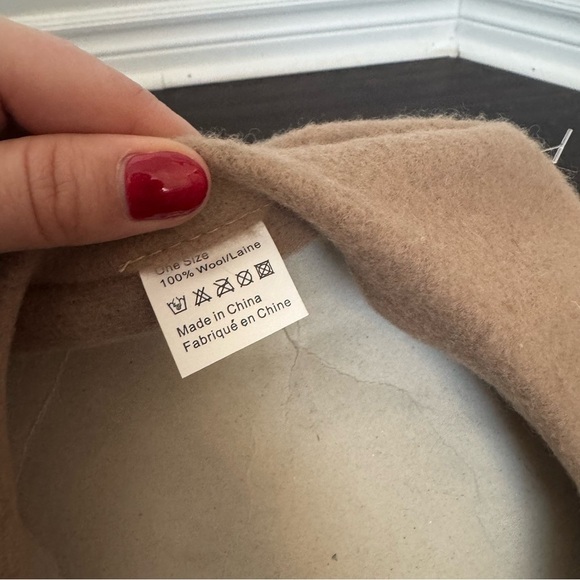 One Size
100% Wool/Laine
Made in China
Fabriqué en Chine